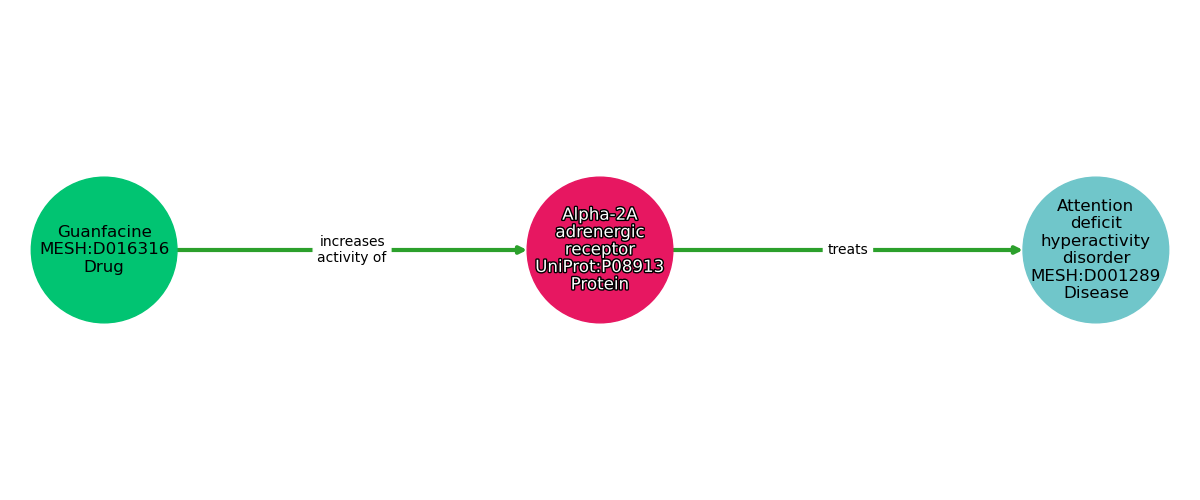 Guanfacine
MESH:D016316
Drug
increases
activity of
Alpha-2A
adrenergic
receptor
UniProt:P08913
Protein
treats
Attention
deficit
hyperactivity
disorder
MESH:D001289
Disease